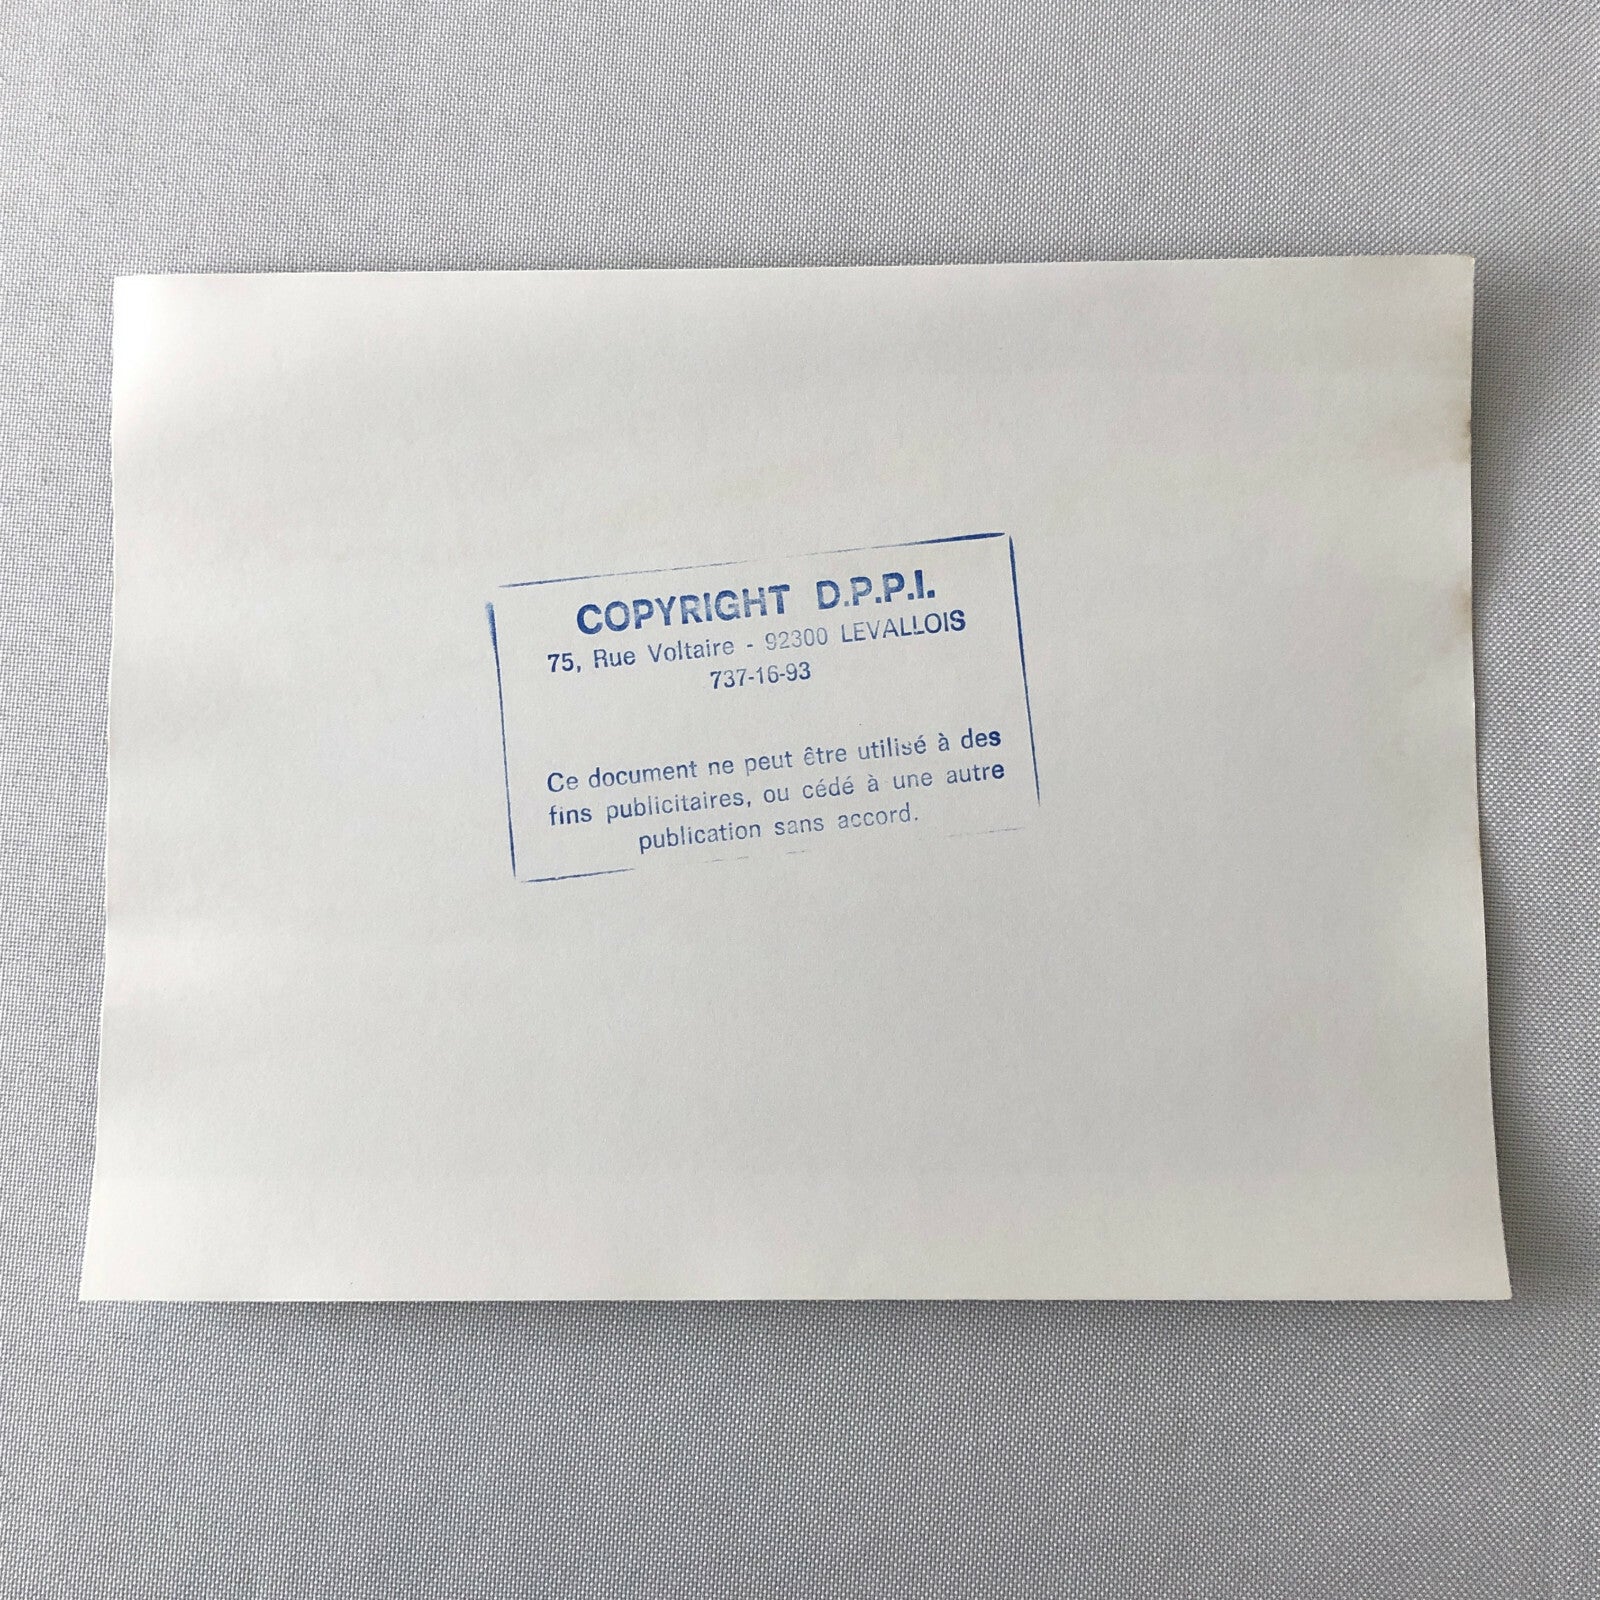 COPYRIGHT D.P.P.I.
75, Rue Voltaire - 92300 LEVALLOIS
737-16-93
Ce document ne peut être utilisé à des
fins publicitaires, ou cédé à une autre
publication sans accord.